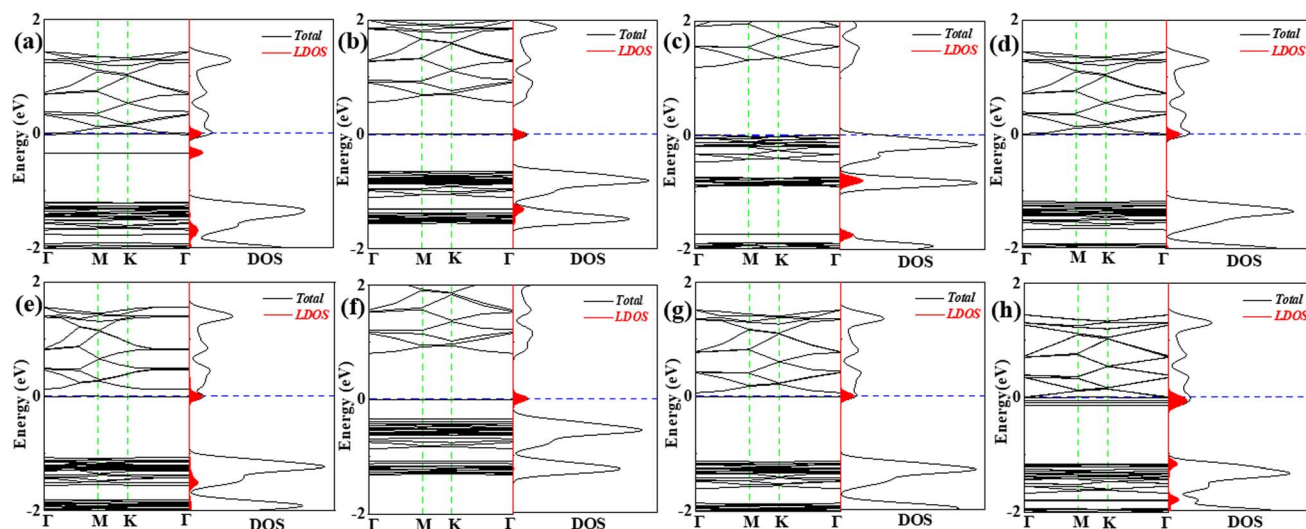 (a) 2 Total LDOS
Energy (eV) 0 -2
Γ M K Γ DOS
(b) 2 Total LDOS
Energy (eV) 0 -2
Γ M K Γ DOS
(c) 2 Total LDOS
Energy (eV) 0 -2
Γ M K Γ DOS
(d) 2 Total LDOS
Energy (eV) 0 -2
Γ M K Γ DOS
(e) 2 Total LDOS
Energy (eV) 0 -2
Γ M K Γ DOS
(f) 2 Total LDOS
Energy (eV) 0 -2
Γ M K Γ DOS
(g) 2 Total LDOS
Energy (eV) 0 -2
Γ M K Γ DOS
(h) 2 Total LDOS
Energy (eV) 0 -2
Γ M K Γ DOS